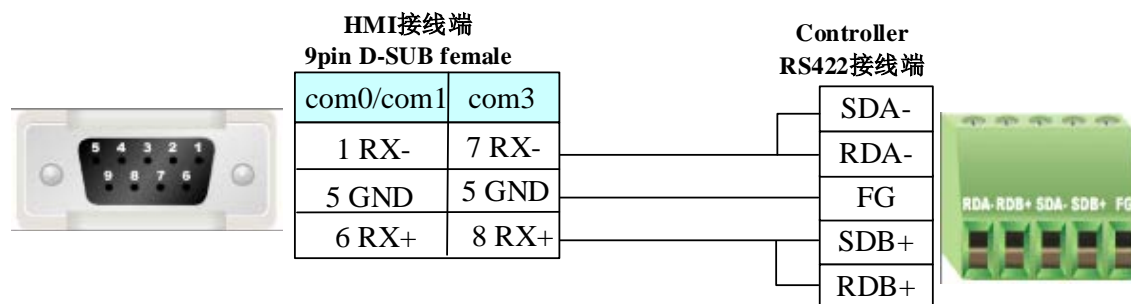 HMI接线端
9pin D-SUB female
Controller
RS422接线端
com0/com1 com3
1 RX- 7 RX-
5 GND 5 GND
6 RX+ 8 RX+
SDA-
RDA-
FG
SDB+
RDB+
5 4 3 2 1
9 8 7 6
RDA- RDB+ SDA- SDB+ FG